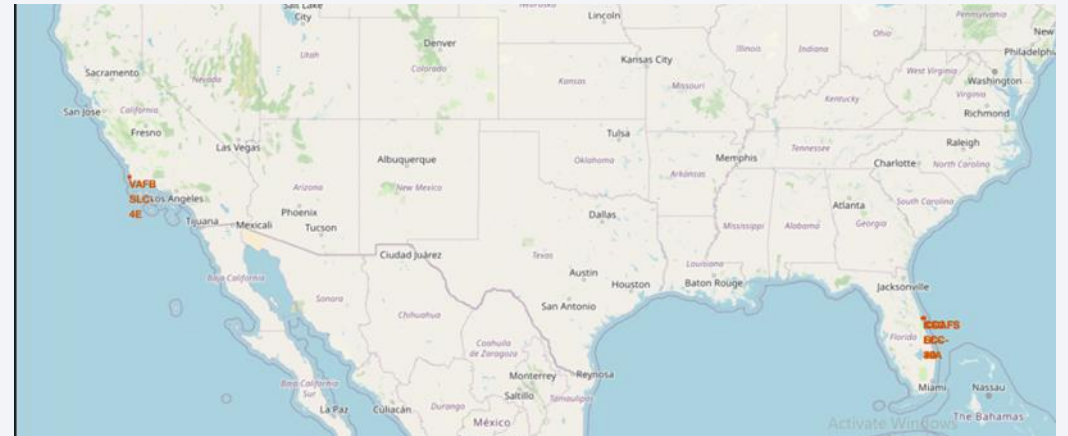 Salt Lake
City
Nebraska
Lincoln
Pennsylvania
New
Denver
Utah
Colorado
Kansas City
Illinois
Indiana
Ohio
Philadelphi
Sacramento
Nevada
Kansas
Missouri
West Virginia
Washington
Virginia
San Jose
California
Kentucky
Richmond
Fresno
Las Vegas
Tulsa
Raleigh
Albuquerque
Oklahoma
Memphis
Tennessee
Charlotte
North Carolina
VAFB
SLC-
4E
Los Angeles
Arizona
New Mexico
Arkansas
Atlanta
South Carolina
Tijuana
Mexicali
Phoenix
Tucson
Dallas
Mississippi
Alabama
Georgia
Ciudad Juárez
Texas
Louisiana
Baja California
Austin
Houston
Baton Rouge
Jacksonville
Sonora
San Antonio
Chihuahua
Florida
Coahuila
de Zaragoza
Monterrey
Reynosa
Miami
Nassau
Baja California
Sur
Saltillo
Tamaulipas
La Paz
Culiacán
Durango
México
The Bahamas
Activate Windows